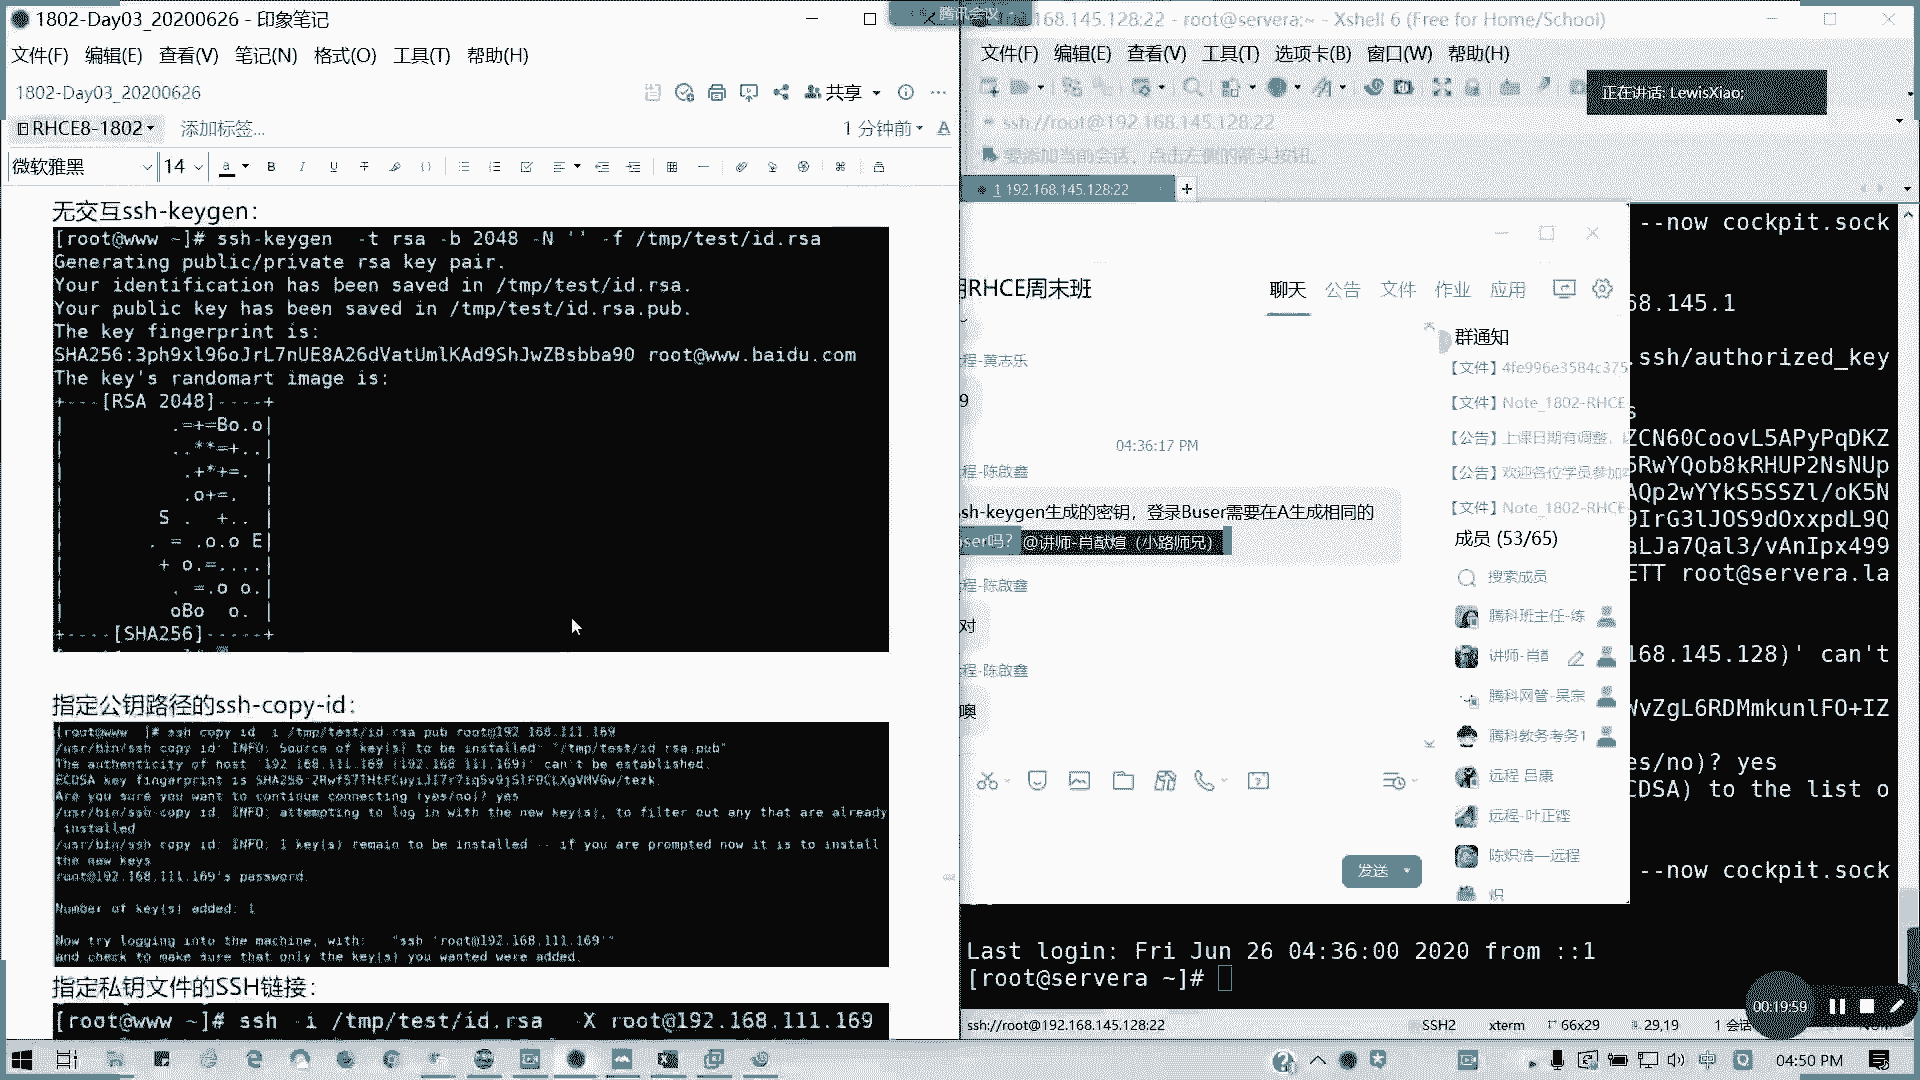 1802-Day03_20200626 - 印象笔记
文件(F) 编辑(E) 查看(V) 笔记(N) 格式(O) 工具(T) 帮助(H)
1802-Day03_20200626
共享
RHCE8-1802
添加标签...
1 分钟前
微软雅黑
14
无交互ssh-keygen：
[root@www ~]# ssh-keygen  -t rsa -b 2048 -N '' -f /tmp/test/id.rsa
Generating public/private rsa key pair.
Your identification has been saved in /tmp/test/id.rsa.
Your public key has been saved in /tmp/test/id.rsa.pub.
The key fingerprint is:
SHA256:3ph9xl96oJrL7nUE8A26dVatUmlKAd9ShJwZBsbba90 root@www.baidu.com
The key's randomart image is:
+---[RSA 2048]----+
|          .=+=Bo.o|
|         ..**=+..|
|          .+*+=. |
|          .o+=.  |
|        S .  +.. |
|       . = .o.o E|
|        + o.=....|
|         . =.o o.|
|         oBo  o. |
+----[SHA256]-----+
指定公钥路径的ssh-copy-id：
[root@www ~]# ssh-copy-id -i /tmp/test/id.rsa.pub root@192.168.111.169
/usr/bin/ssh-copy-id: INFO: Source of key(s) to be installed: "/tmp/test/id.rsa.pub"
The authenticity of host '192.168.111.169 (192.168.111.169)' can't be established.
ECDSA key fingerprint is
Are you sure you want to continue connecting (yes/no)? yes
/usr/bin/ssh-copy-id: INFO: attempting to log in with the new key(s), to filter out any that are already
installed
/usr/bin/ssh-copy-id: INFO: 1 key(s) remain to be installed -- if you are prompted now it is to install
the new keys
root@192.168.111.169's password:
Number of key(s) added: 1
Now try logging into the machine, with:   "ssh 'root@192.168.111.169'"
and check to make sure that only the key(s) you wanted were added.
指定私钥文件的SSH链接：
[root@www ~]# ssh -i /tmp/test/id.rsa  -X root@192.168.111.169
腾讯会议
168.145.128:22 - root@servera:~ - Xshell 6 (Free for Home/School)
文件(F) 编辑(E) 查看(V) 工具(T) 选项卡(B) 窗口(W) 帮助(H)
正在讲话: LewisXiao;
ssh://root@192.168.145.128:22
要添加当前会话，点击左侧的箭头按钮。
1 192.168.145.128:22
--now cockpit.sock
68.145.1
.ssh/authorized_key
s
ZCN60CoovL5APyPqDKZ
5RwYQob8kRHUP2NsNUp
AQp2wYYkS5SSZl/oK5N
9IrG3lJOS9dOxxpdL9Q
aLJa7Qal3/vAnIpx499
ETT root@servera.la
168.145.128)' can't
WvZgL6RDMmkunlFO+IZ
es/no)? yes
CDSA) to the list o
--now cockpit.sock
RHCE周末班
聊天 公告 文件 作业 应用
程-黄志乐
9
04:36:17 PM
程-陈啟鑫
sh-keygen生成的密钥，登录Buser需要在A生成相同的
user吗？ @讲师-肖猷煊（小路师兄）
程-陈啟鑫
对
程-陈啟鑫
噢
发送
群通知
【文件】4fe996e3584c375
【文件】Note_1802-RHCE
【公告】上课日期有调整，
【公告】欢迎各位学员参加
【文件】Note_1802-RHCE
成员 (53/65)
搜索成员
腾科班主任-练
讲师-肖猷
腾科网管-吴宗
腾科教务考务1
远程 吕康
远程-叶正铿
陈炽洁—远程
炽
Last login: Fri Jun 26 04:36:00 2020 from ::1
[root@servera ~]#
ssh://root@192.168.145.128:22
SSH2
xterm
66x29
29,19
1 会话
00:19:59
中
04:50 PM